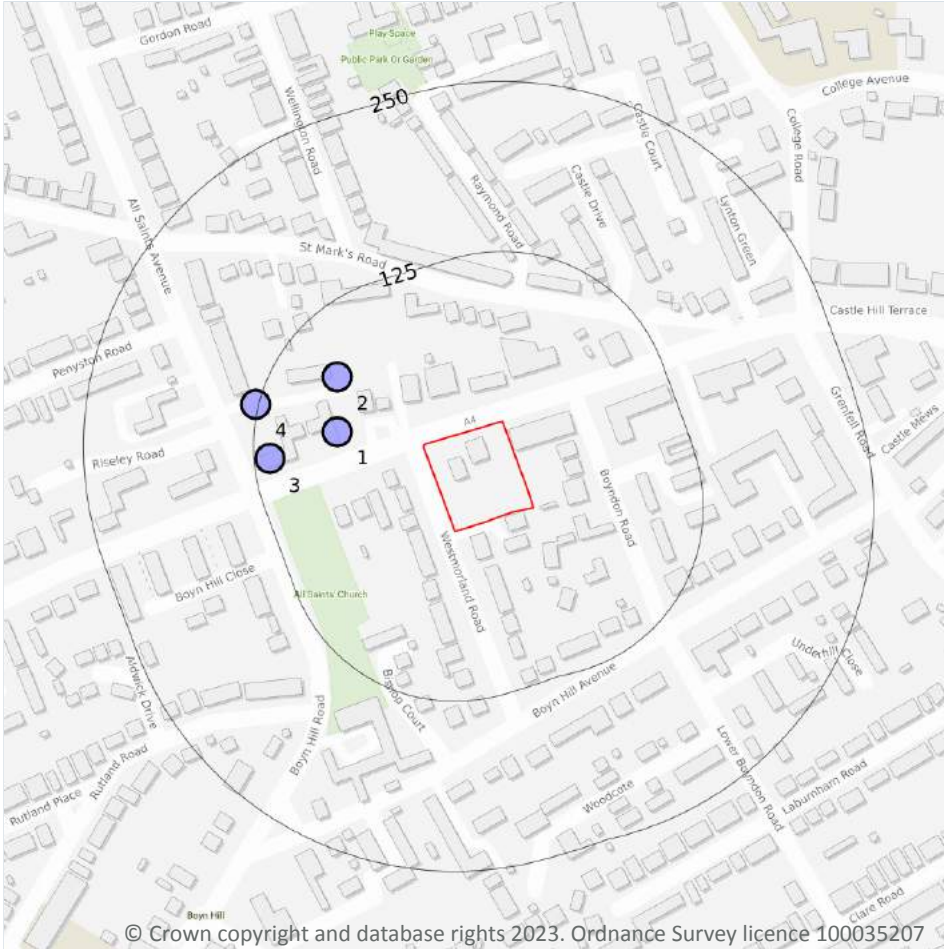 Gordon Road
Play Space
Public Park Or Garden
College Avenue
250
Wellington Road
Castle Court
College Road
Raymond Road
Castle Drive
Lynton Green
All Saints Avenue
St Mark's Road
125
Castle Hill Terrace
Penyston Road
2
4
1
3
A4
Grenfell Road
Castle Mews
Riseley Road
Boyndon Road
Westmorland Road
Boyn Hill Close
All Saints' Church
Aldwick Drive
Bishop Court
Boyn Hill Avenue
Underhill Close
Boyn Hill Road
Rutland Road
Rutland Place
Woodcote
Lower Boyndon Road
Laburnham Road
Clare Road
Boyn Hill
© Crown copyright and database rights 2023. Ordnance Survey licence 100035207